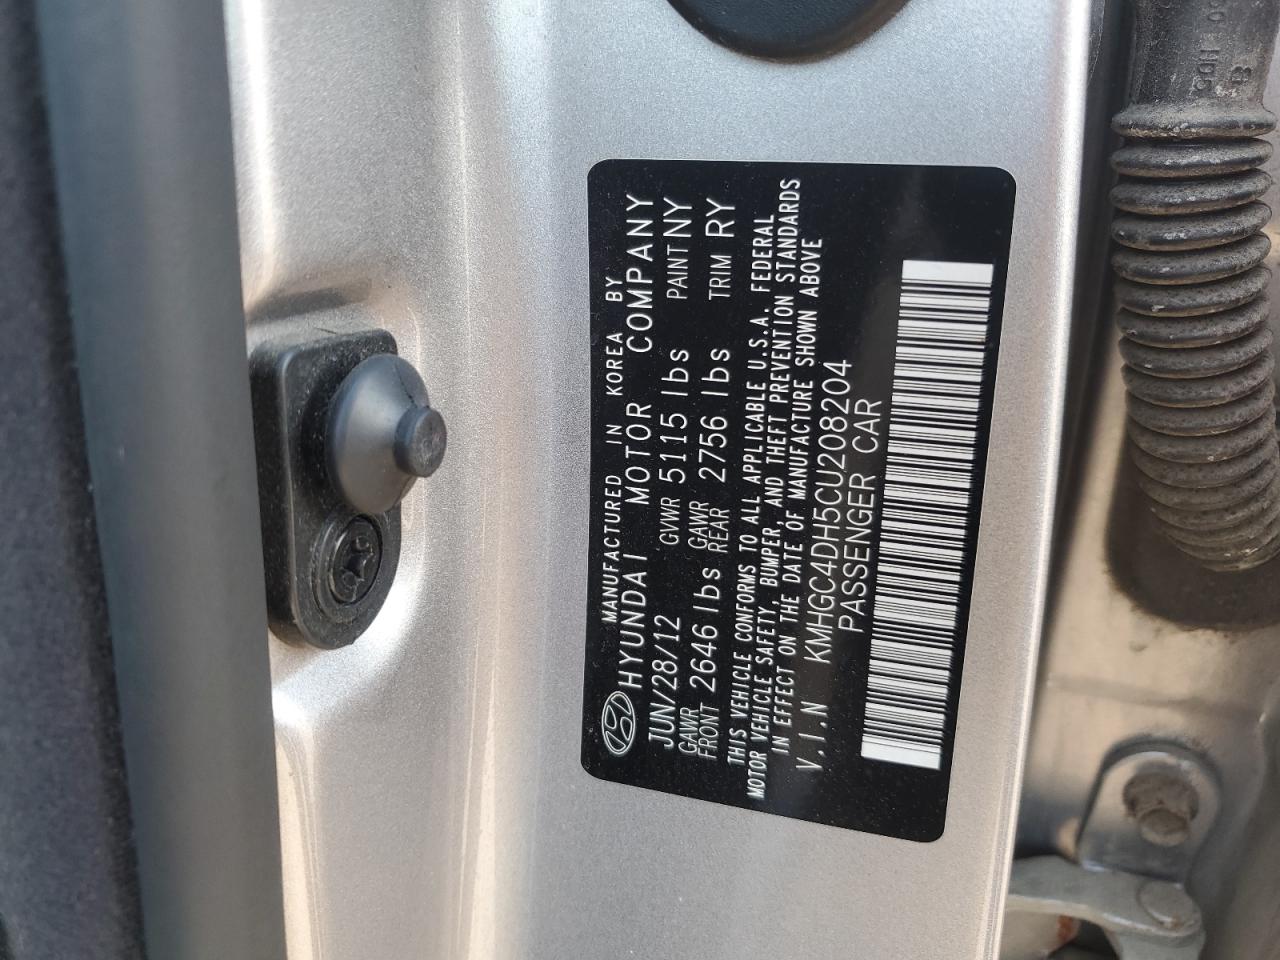 MANUFACTURED IN KOREA BY
HYUNDAI MOTOR COMPANY
JUN/28/12 GVWR 5115 lbs PAINT NY
GAWR FRONT 2646 lbs GAWR REAR 2756 lbs TRIM RY
THIS VEHICLE CONFORMS TO ALL APPLICABLE U.S.A. FEDERAL
MOTOR VEHICLE SAFETY, BUMPER, AND THEFT PREVENTION STANDARDS
IN EFFECT ON THE DATE OF MANUFACTURE SHOWN ABOVE
V.I.N KMHGC4DH5CU208204
PASSENGER CAR